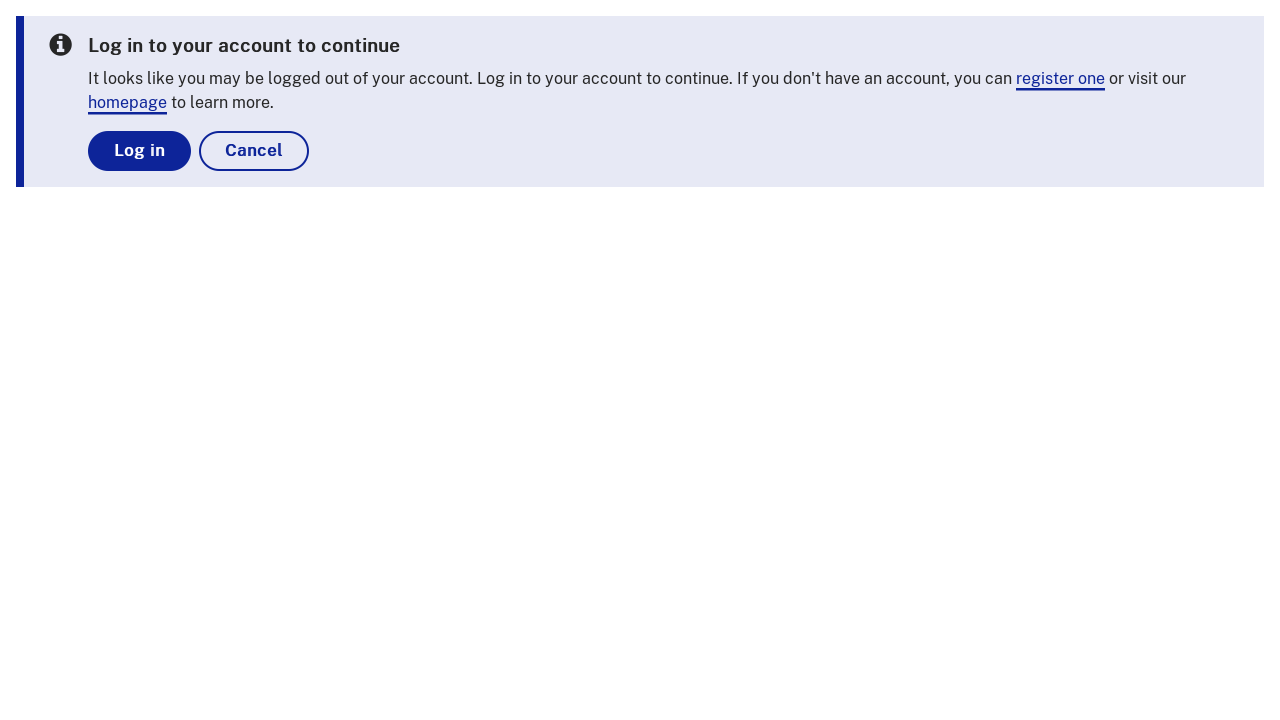 Log in to your account to continue
It looks like you may be logged out of your account. Log in to your account to continue. If you don't have an account, you can register one or visit our
homepage to learn more.
Log in
Cancel